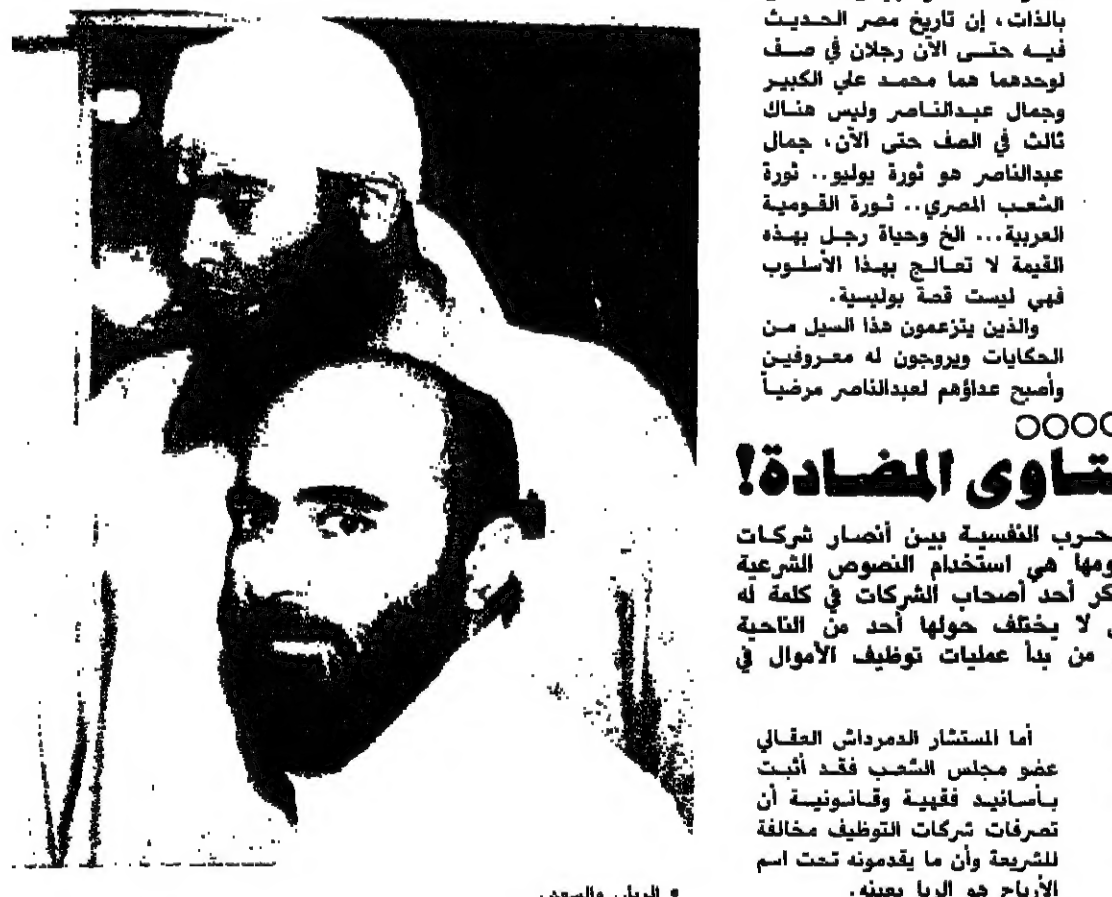 بالذات، إن تاريخ مصر الحديث
فيه حتى الآن رجلان في صف
لوحدهما هما محمد علي الكبير
وجمال عبدالناصر وليس هناك
ثالث في الصف حتى الآن، جمال
عبدالناصر هو ثورة يوليو.. ثورة
الشعب المصري.. ثورة القومية
العربية... الخ وحياة رجل بهذه
القيمة لا تعالج بهذا الأسلوب
فهي ليست قصة بوليسية.
والذين يتزعمون هذا السيل من
الحكايات ويروجون له معروفين
وأصبح عداؤهم لعبدالناصر مرضياً
تاوى المضادة!
حرب النفسية بين أنصار شركات
ومها هي استخدام النصوص الشرعية
كر أحد أصحاب الشركات في كلمة له
لا يختلف حولها أحد من الناحية
من بدأ عمليات توظيف الأموال في
أما المستشار الدمرداش العقالي
عضو مجلس الشعب فقد أثبت
بأسانيد فقهية وقانونية أن
تصرفات شركات التوظيف مخالفة
للشريعة وأن ما يقدمونه تحت اسم
الأرباح هو الربا بعينه.